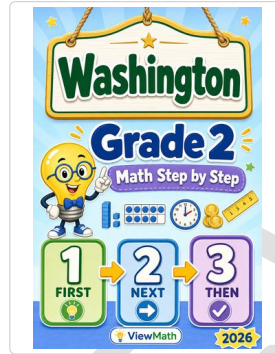 Washington
Grade 2
Math Step by Step
1 2 3
FIRST NEXT THEN
ViewMath
2026